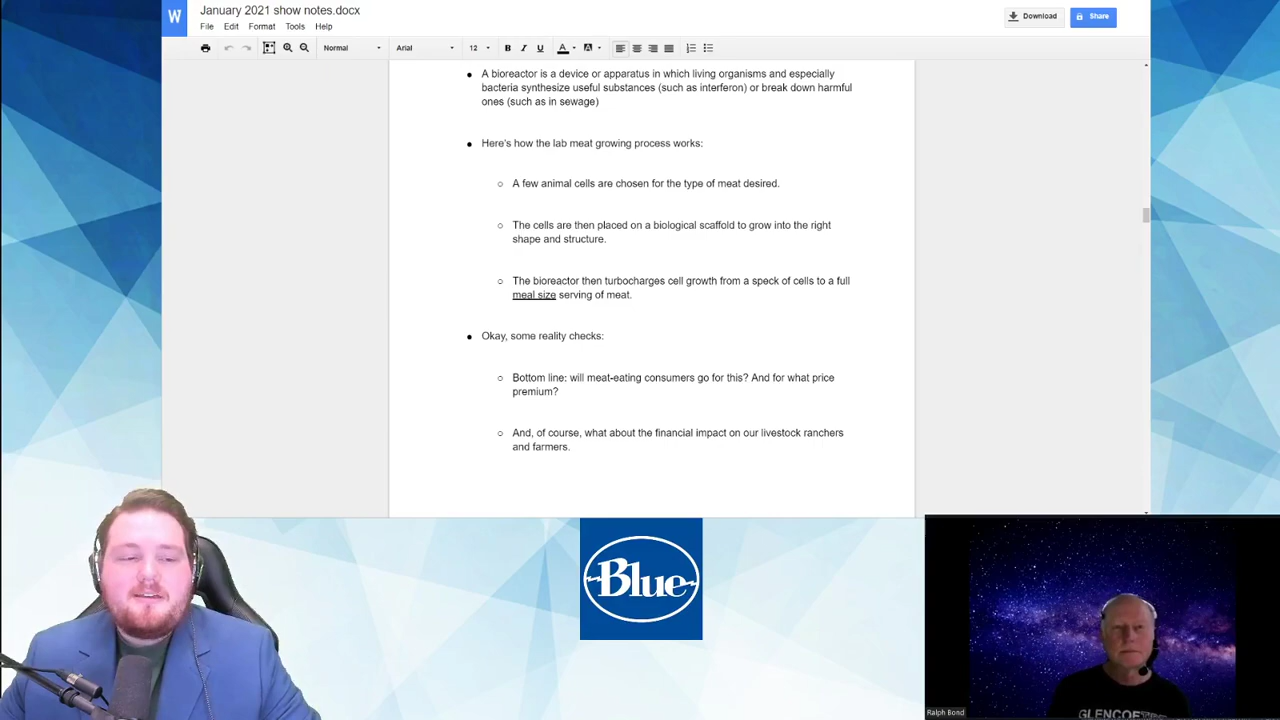 January 2021 show notes.docx
W
File Edit Format Tools Help
Download
Share
Normal Arial 12 B I U A A
A bioreactor is a device or apparatus in which living organisms and especially
bacteria synthesize useful substances (such as interferon) or break down harmful
ones (such as in sewage)
Here's how the lab meat growing process works:
A few animal cells are chosen for the type of meat desired.
The cells are then placed on a biological scaffold to grow into the right
shape and structure.
The bioreactor then turbocharges cell growth from a speck of cells to a full
meal size serving of meat.
Okay, some reality checks:
Bottom line: will meat-eating consumers go for this? And for what price
premium?
And, of course, what about the financial impact on our livestock ranchers
and farmers.
Blue
Ralph Bond